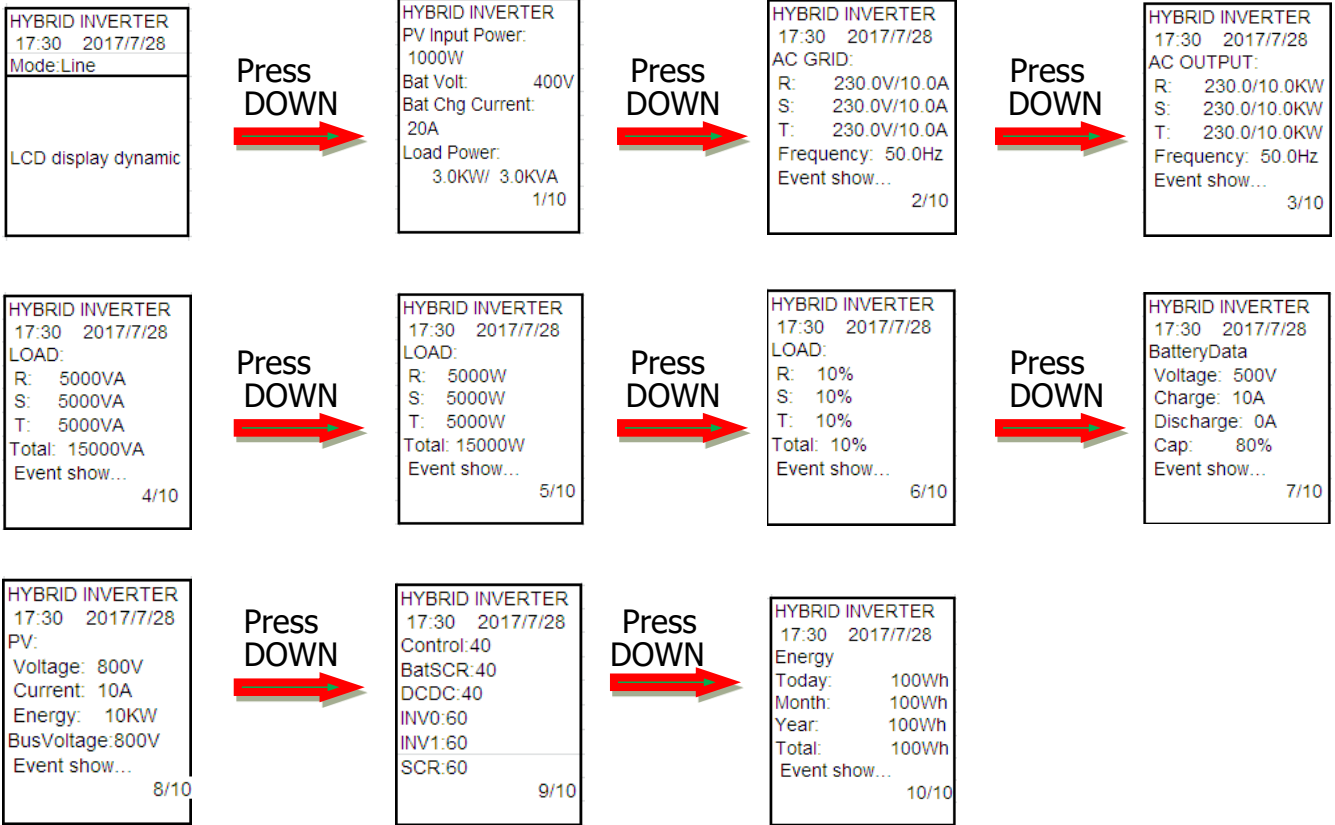 HYBRID INVERTER
17:30 2017/7/28
Mode:Line
LCD display dynamic
Press
DOWN
HYBRID INVERTER
PV Input Power:
1000W
Bat Volt: 400V
Bat Chg Current:
20A
Load Power:
3.0KW/ 3.0KVA
1/10
Press
DOWN
HYBRID INVERTER
17:30 2017/7/28
AC GRID:
R: 230.0V/10.0A
S: 230.0V/10.0A
T: 230.0V/10.0A
Frequency: 50.0Hz
Event show...
2/10
Press
DOWN
HYBRID INVERTER
17:30 2017/7/28
AC OUTPUT:
R: 230.0/10.0KW
S: 230.0/10.0KW
T: 230.0/10.0KW
Frequency: 50.0Hz
Event show...
3/10
HYBRID INVERTER
17:30 2017/7/28
LOAD:
R: 5000VA
S: 5000VA
T: 5000VA
Total: 15000VA
Event show...
4/10
Press
DOWN
HYBRID INVERTER
17:30 2017/7/28
LOAD:
R: 5000W
S: 5000W
T: 5000W
Total: 15000W
Event show...
5/10
Press
DOWN
HYBRID INVERTER
17:30 2017/7/28
LOAD:
R: 10%
S: 10%
T: 10%
Total: 10%
Event show...
6/10
Press
DOWN
HYBRID INVERTER
17:30 2017/7/28
BatteryData
Voltage: 500V
Charge: 10A
Discharge: 0A
Cap: 80%
Event show...
7/10
HYBRID INVERTER
17:30 2017/7/28
PV:
Voltage: 800V
Current: 10A
Energy: 10KW
BusVoltage:800V
Event show...
8/10
Press
DOWN
HYBRID INVERTER
17:30 2017/7/28
Control:40
BatSCR:40
DCDC:40
INV0:60
INV1:60
SCR:60
9/10
Press
DOWN
HYBRID INVERTER
17:30 2017/7/28
Energy
Today: 100Wh
Month: 100Wh
Year: 100Wh
Total: 100Wh
Event show...
10/10